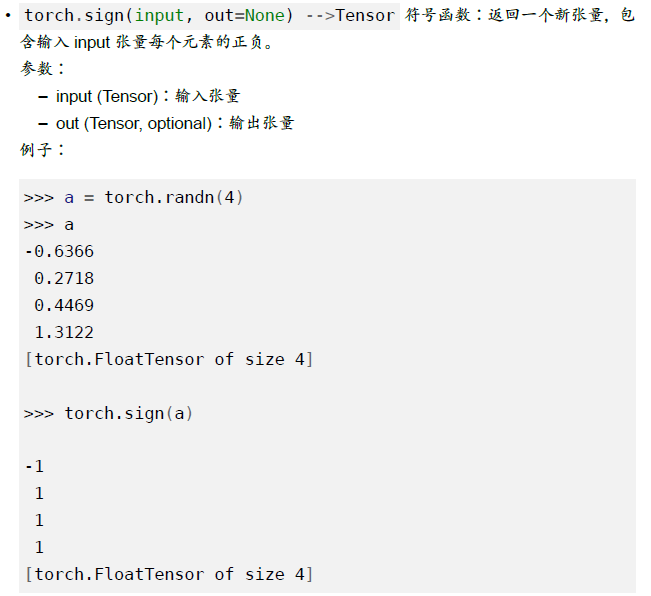 • torch.sign(input, out=None) -->Tensor 符号函数：返回一个新张量，包
含输入 input 张量每个元素的正负。
参数：
– input (Tensor)：输入张量
– out (Tensor, optional)：输出张量
例子：
>>> a = torch.randn(4)
>>> a
-0.6366
0.2718
0.4469
1.3122
[torch.FloatTensor of size 4]
>>> torch.sign(a)
-1
1
1
1
[torch.FloatTensor of size 4]